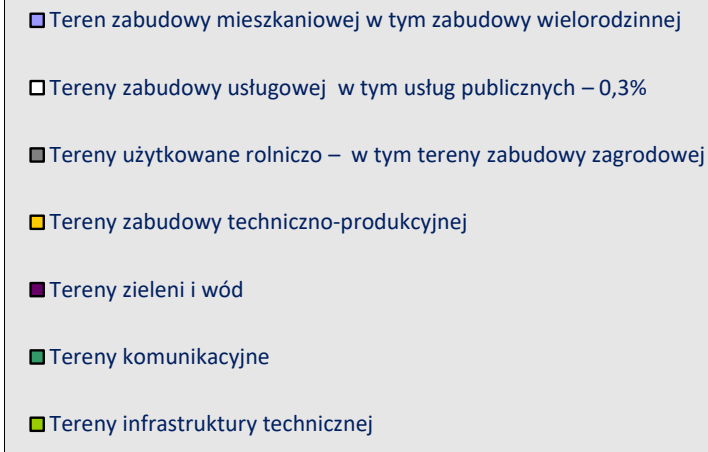 Teren zabudowy mieszkaniowej w tym zabudowy wielorodzinnej
Tereny zabudowy usługowej w tym usług publicznych – 0,3%
Tereny użytkowane rolniczo – w tym tereny zabudowy zagrodowej
Tereny zabudowy techniczno-produkcyjnej
Tereny zieleni i wód
Tereny komunikacyjne
Tereny infrastruktury technicznej